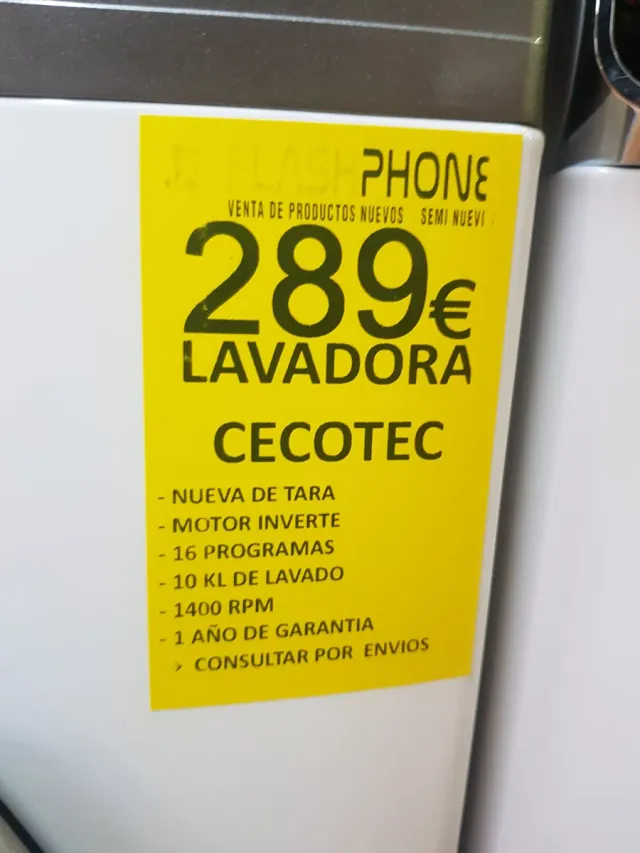 FLASHPHONE
VENTA DE PRODUCTOS NUEVOS SEMI NUEVI
289€
LAVADORA
CECOTEC
- NUEVA DE TARA
- MOTOR INVERTE
- 16 PROGRAMAS
- 10 KL DE LAVADO
- 1400 RPM
- 1 AÑO DE GARANTIA
> CONSULTAR POR ENVIOS